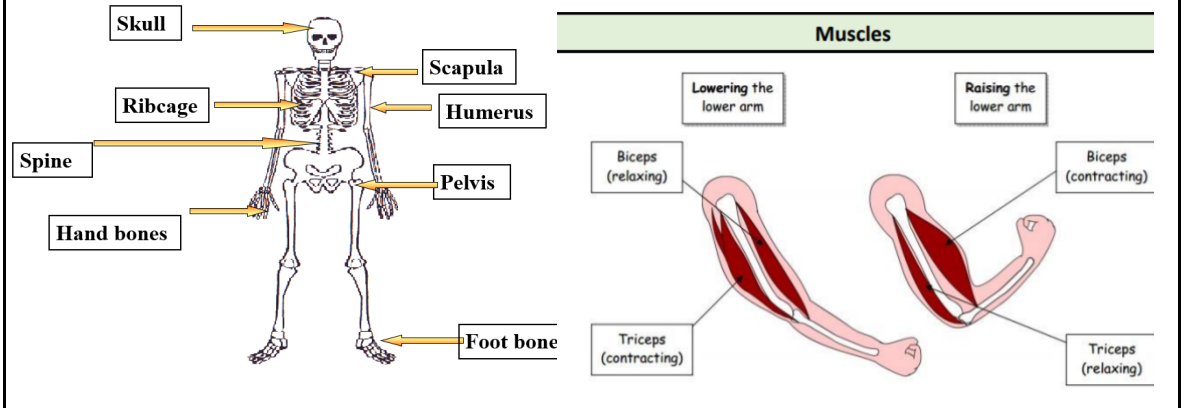 Skull
Scapula
Ribcage
Humerus
Spine
Pelvis
Hand bones
Foot bone
Muscles
Lowering the
lower arm
Raising the
lower arm
Biceps
(relaxing)
Biceps
(contracting)
Triceps
(contracting)
Triceps
(relaxing)